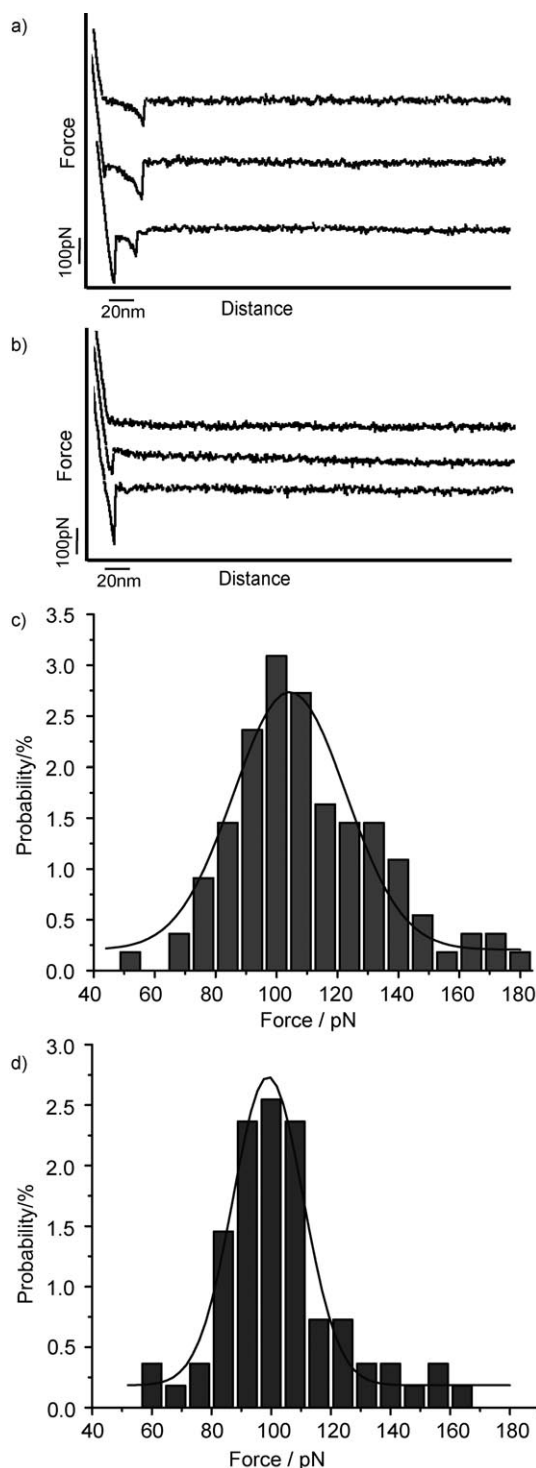 a)
Force
100pN
20nm
Distance
b)
Force
100pN
20nm
Distance
c)
3.5
3.0
2.5
2.0
1.5
1.0
0.5
0.0
Probability/%
40 60 80 100 120 140 160 180
Force / pN
d)
3.0
2.5
2.0
1.5
1.0
0.5
0.0
Probability/%
40 60 80 100 120 140 160 180
Force / pN